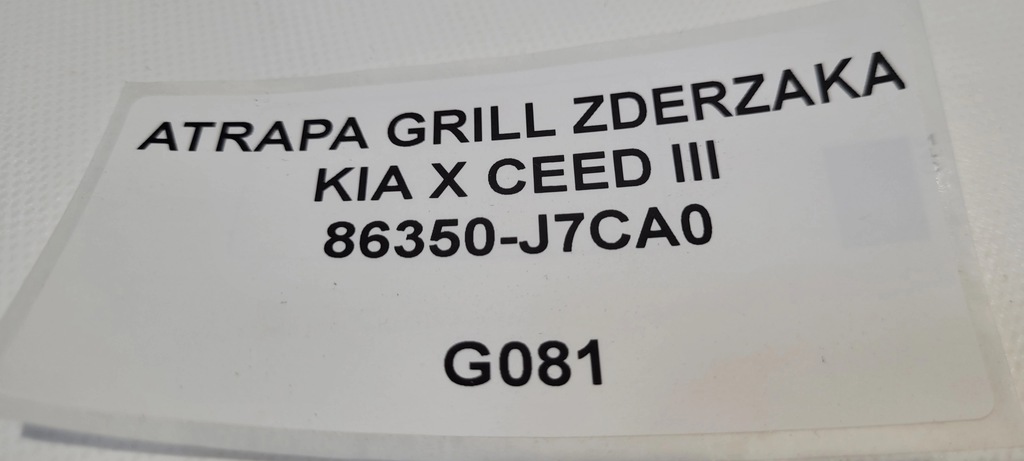 ATRAPA GRILL ZDERZAKA
KIA X CEED III
86350-J7CA0
G081